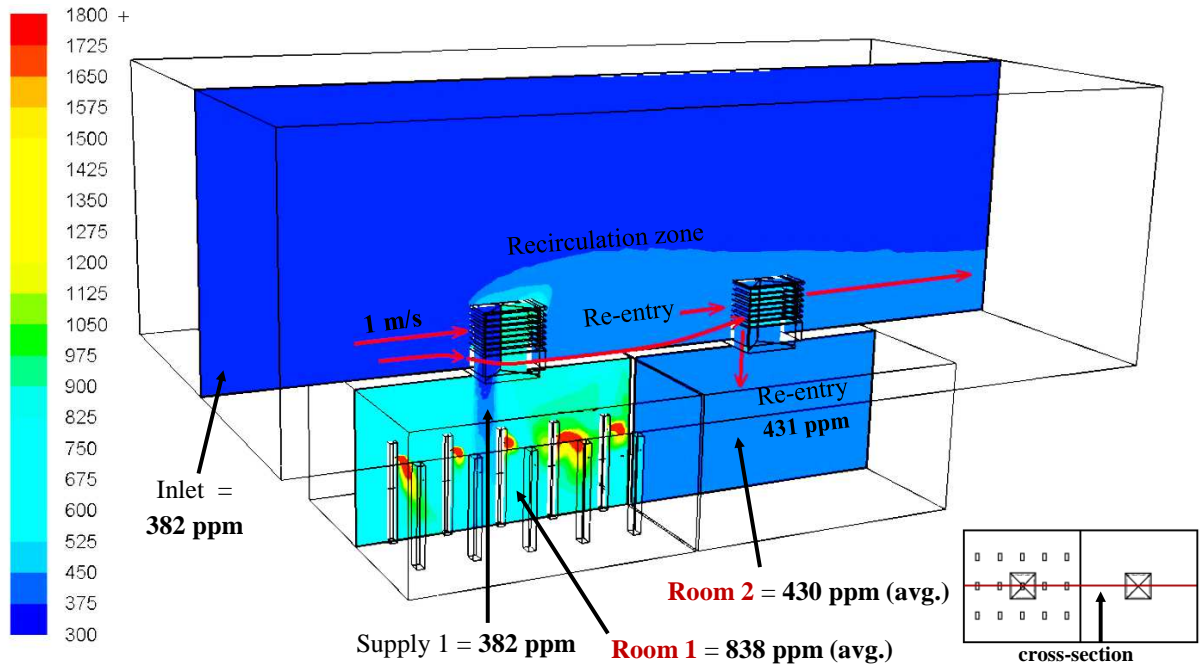 1800 +
1725
1650
1575
1500
1425
1350
1275
1200
1125
1050
975
900
825
750
675
600
525
450
375
300
Recirculation zone
1 m/s
Re-entry
Re-entry
431 ppm
Inlet =
382 ppm
Supply 1 = 382 ppm
Room 1 = 838 ppm (avg.)
Room 2 = 430 ppm (avg.)
cross-section